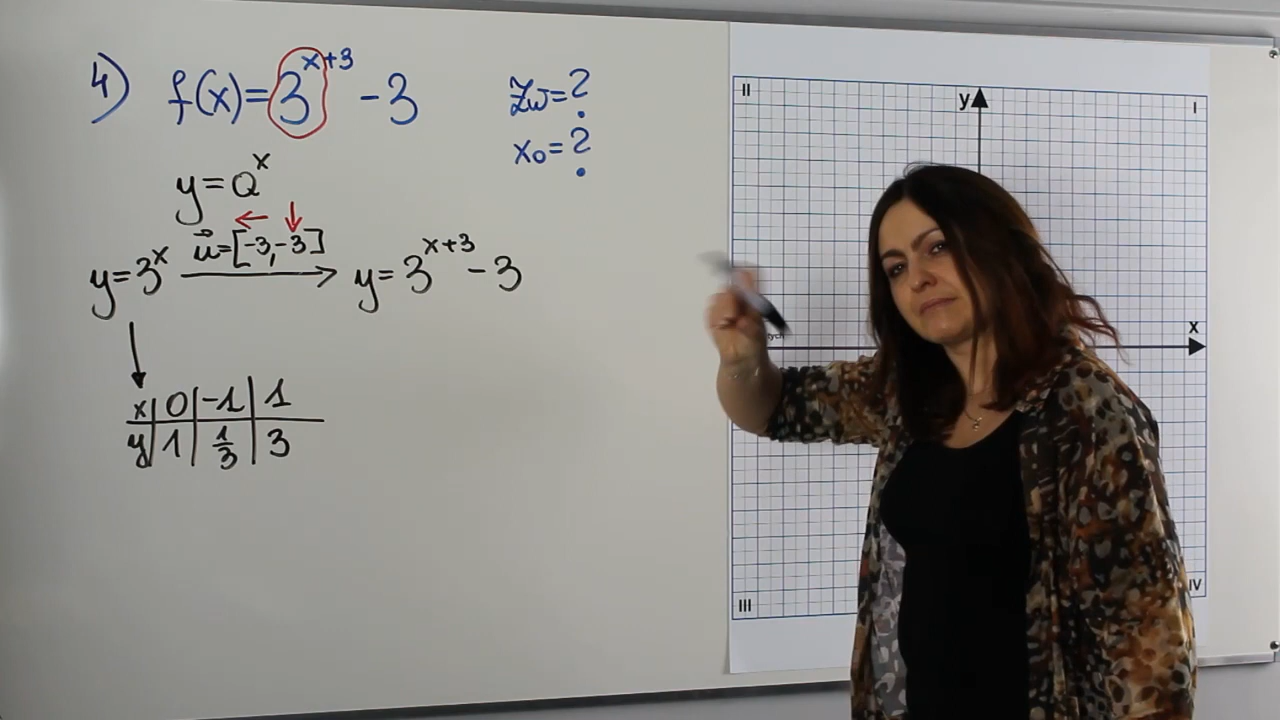 4) f(x)=3^(x+3) -3
Zw=?
x₀=?
y=a^x
y=3^x u⃗=[-3,-3] y=3^(x+3) -3
x | 0 | -1 | 1
y | 1 | 1/3 | 3
II
y
I
x
III
IV